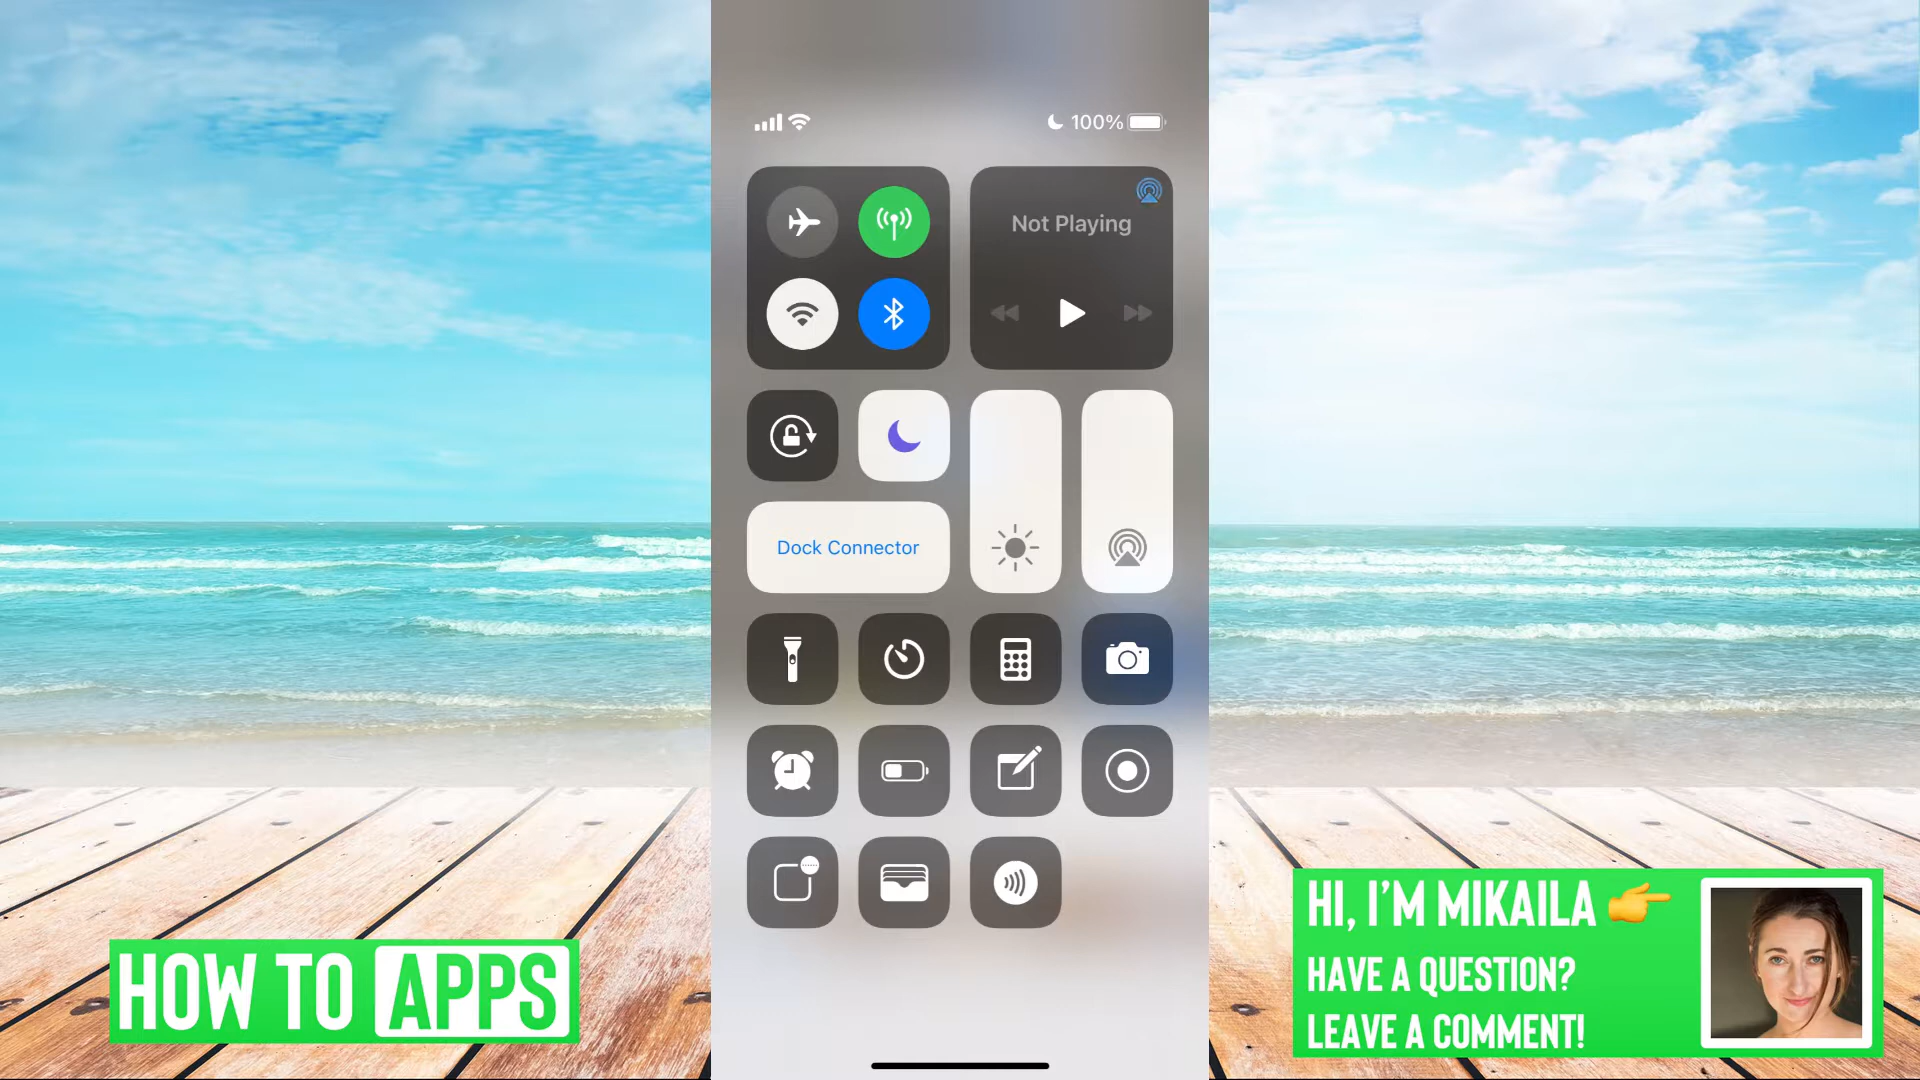 100%
Not Playing
Dock Connector
HI, I'M MIKAILA 👉
HAVE A QUESTION?
LEAVE A COMMENT!
HOW TO APPS